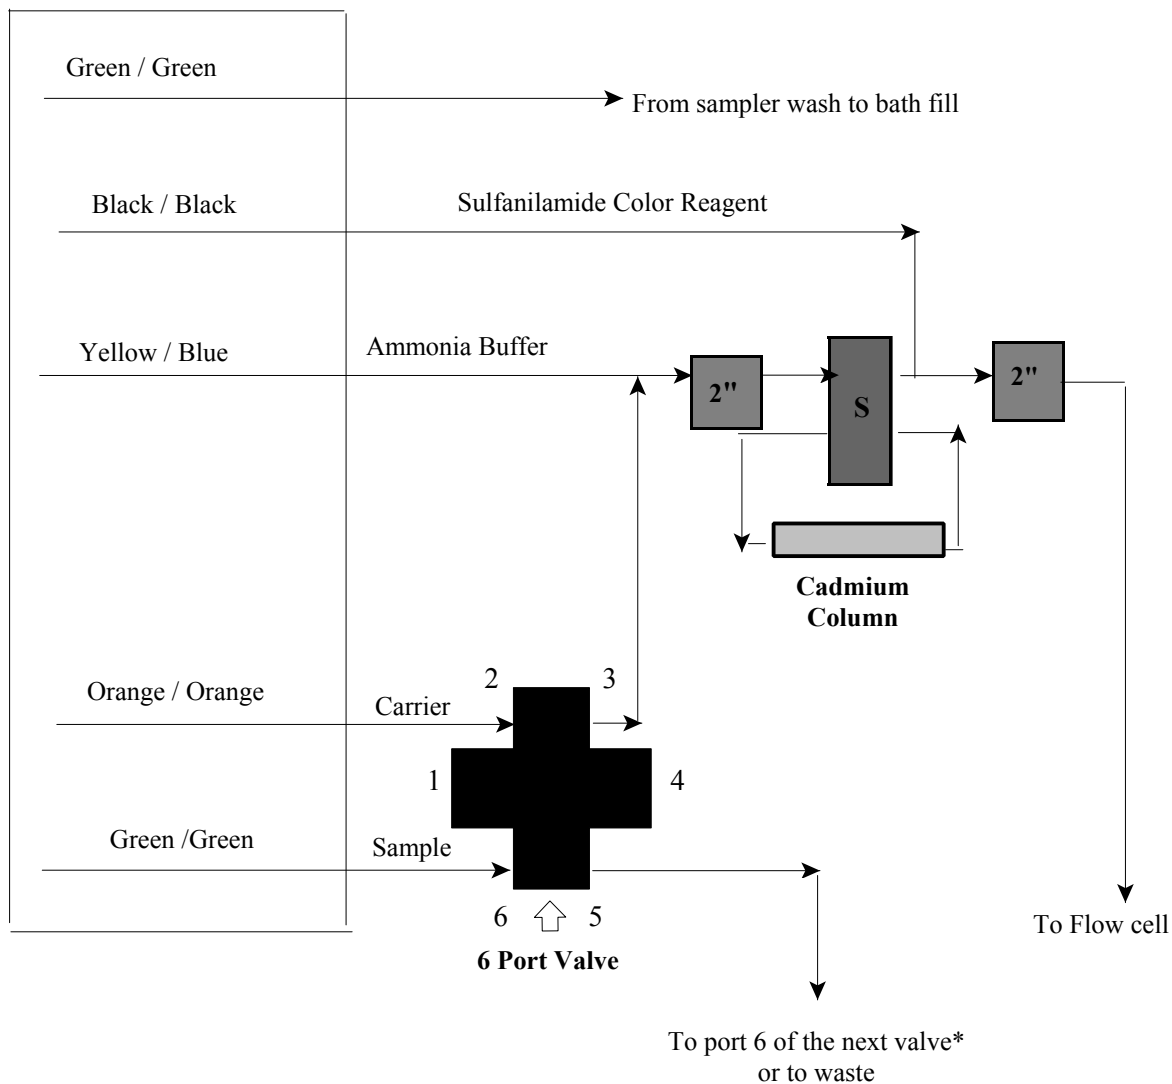 Green / Green
From sampler wash to bath fill
Black / Black
Sulfanilamide Color Reagent
Yellow / Blue
Ammonia Buffer
2"
S
2"
Cadmium
Column
Orange / Orange
Carrier
2
3
1
4
Green /Green
Sample
6
5
6 Port Valve
To Flow cell
To port 6 of the next valve*
or to waste